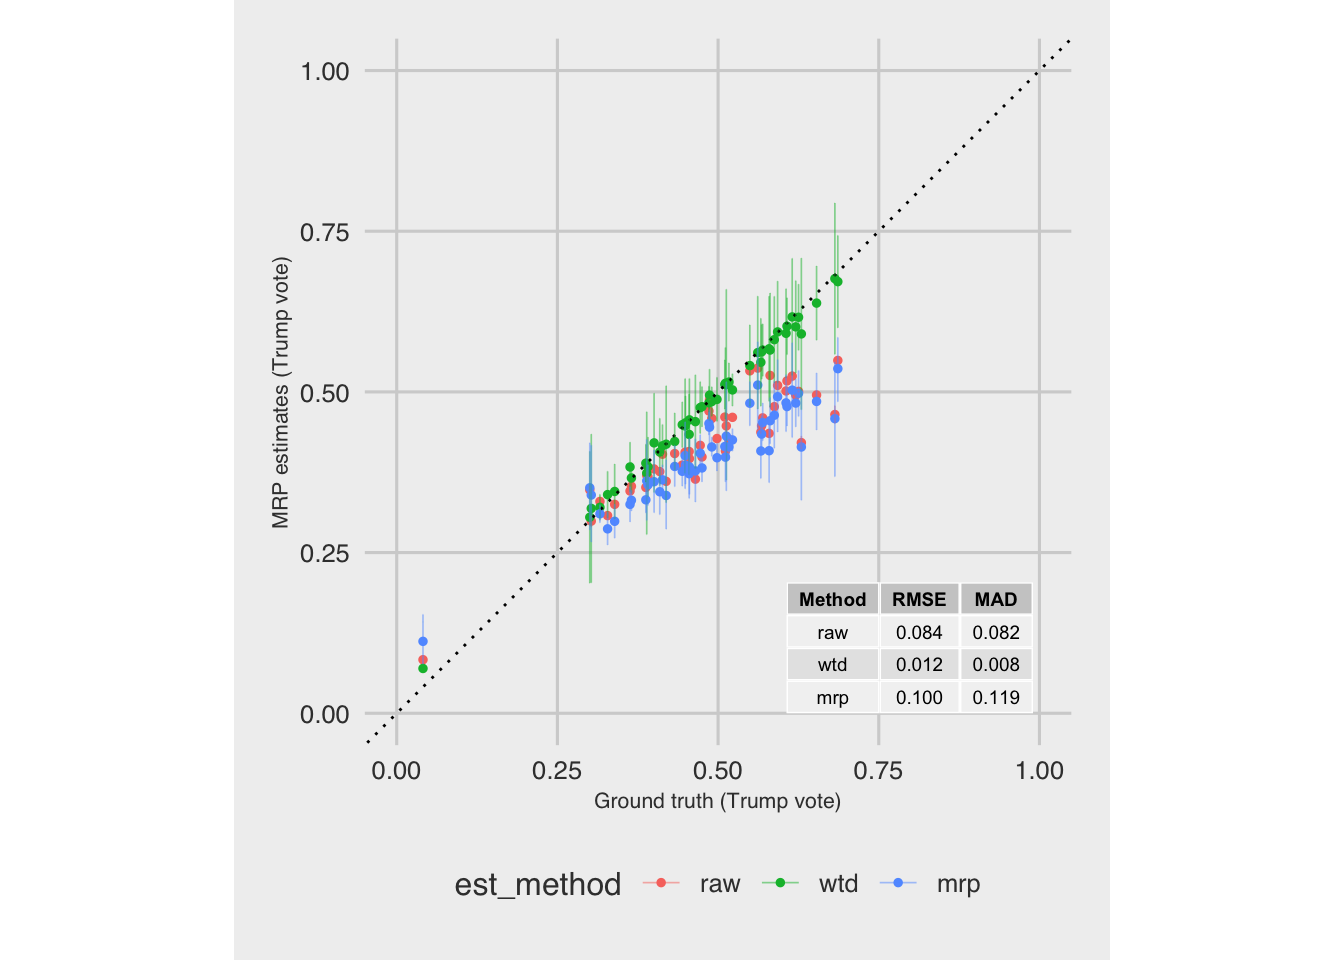 1.00
0.75
0.50
0.25
0.00
MRP estimates (Trump vote)
Method RMSE MAD
raw 0.084 0.082
wtd 0.012 0.008
mrp 0.100 0.119
0.00 0.25 0.50 0.75 1.00
Ground truth (Trump vote)
est_method raw wtd mrp